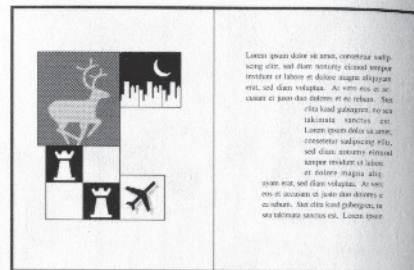 Lorem ipsum dolor sit amet, consetetur sadip-
scing elitr, sed diam nonumy eirmod tempor
invidunt ut labore et dolore magna aliquyam
erat, sed diam voluptua. At vero eos et ac-
cusam et justo duo dolores et ea rebum. Stet
clita kasd gubergren, no sea
takimata sanctus est.
Lorem ipsum dolor sit amet,
consetetur sadipscing elitr,
sed diam nonumy eirmod
tempor invidunt ut labore
et dolore magna aliq-
uyam erat, sed diam voluptua. At vero
eos et accusam et justo duo dolores e
ea rebum. Stet clita kasd gubergren, n
sea takimata sanctus est. Lorem ipsum